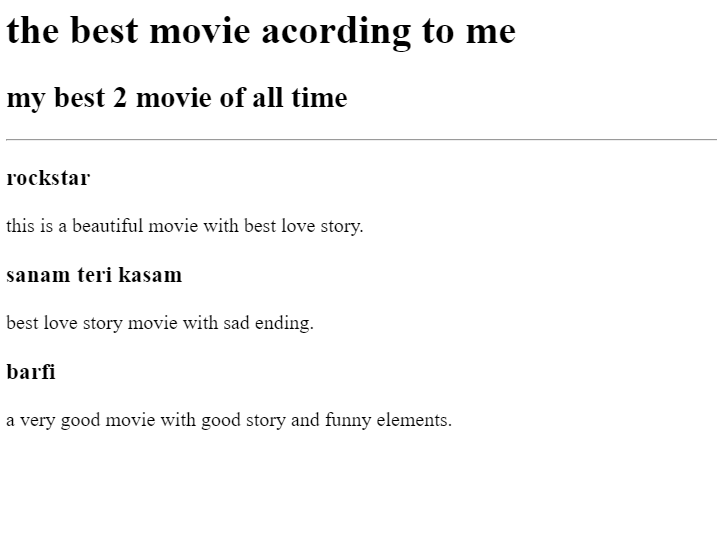 the best movie acording to me
my best 2 movie of all time
rockstar
this is a beautiful movie with best love story.
sanam teri kasam
best love story movie with sad ending.
barfi
a very good movie with good story and funny elements.